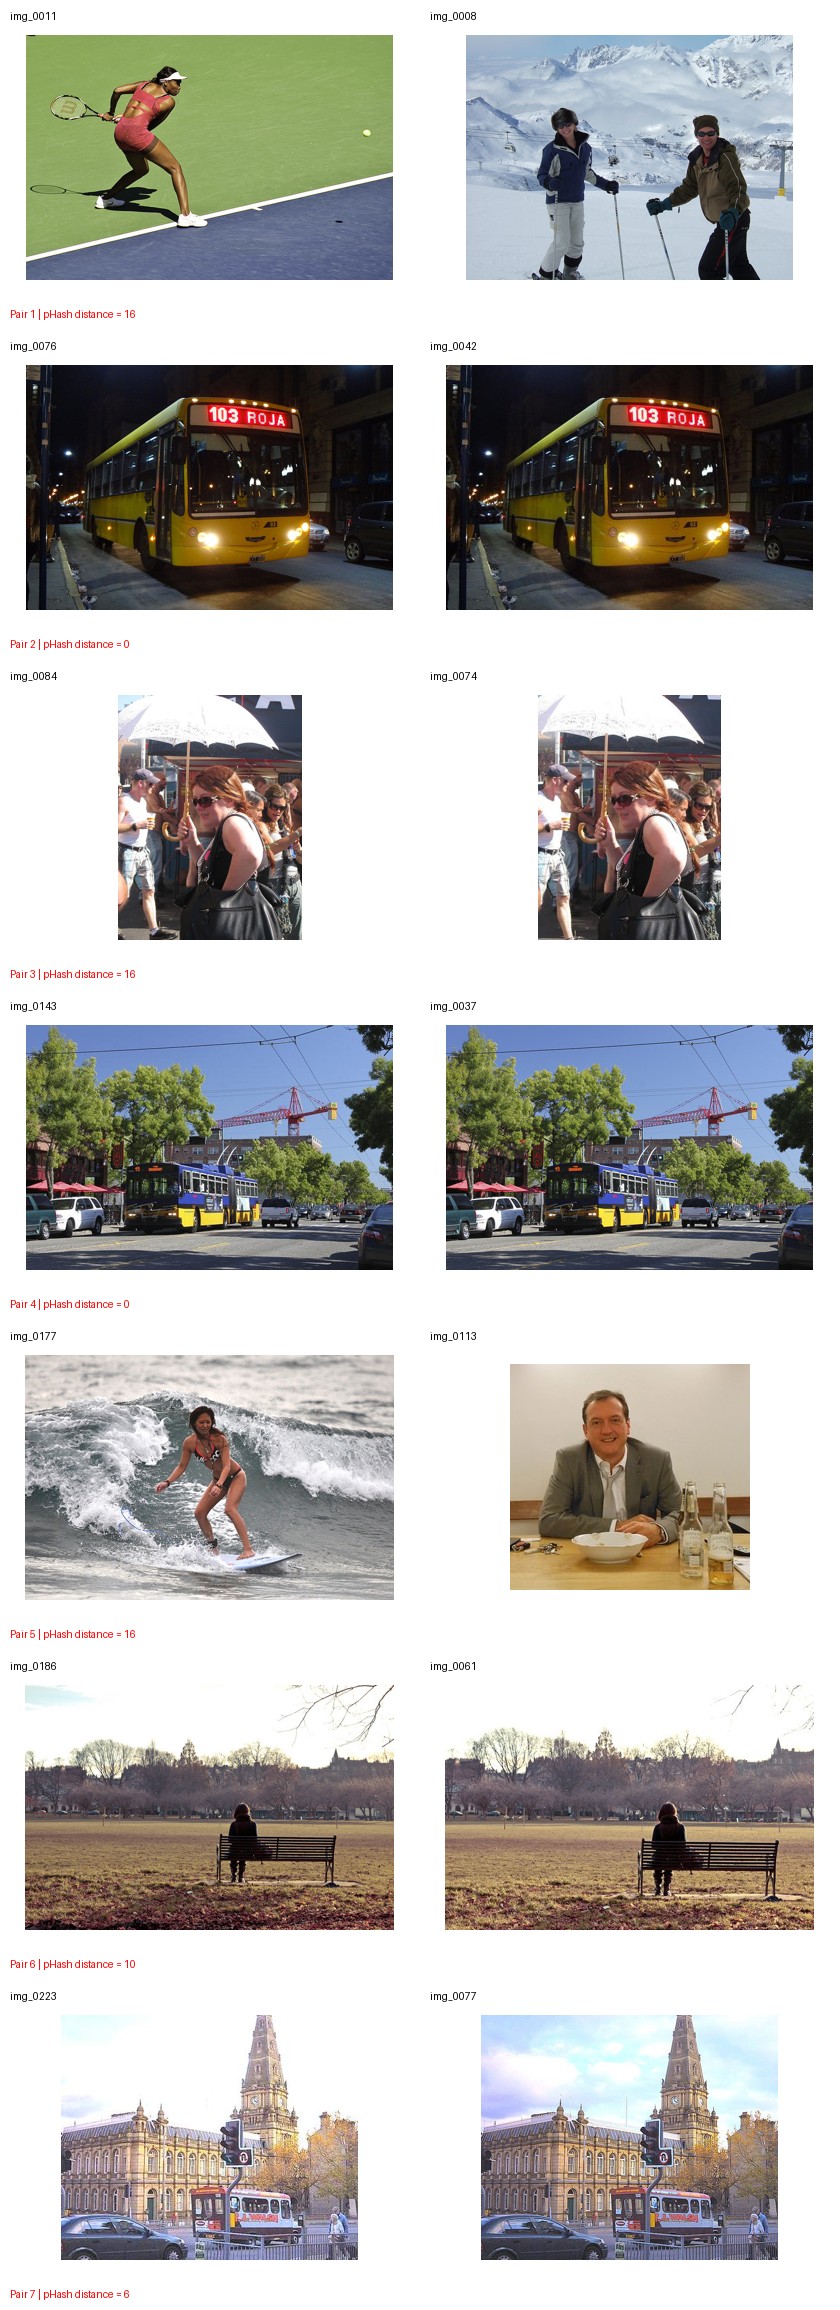 img_0011
img_0008
Pair 1 | pHash distance = 16
img_0076
img_0042
103 ROJA
103 ROJA
Pair 2 | pHash distance = 0
img_0084
img_0074
A
Pair 3 | pHash distance = 16
img_0143
img_0037
Pair 4 | pHash distance = 0
img_0177
img_0113
Pair 5 | pHash distance = 16
img_0186
img_0061
Pair 6 | pHash distance = 10
img_0223
img_0077
Pair 7 | pHash distance = 6